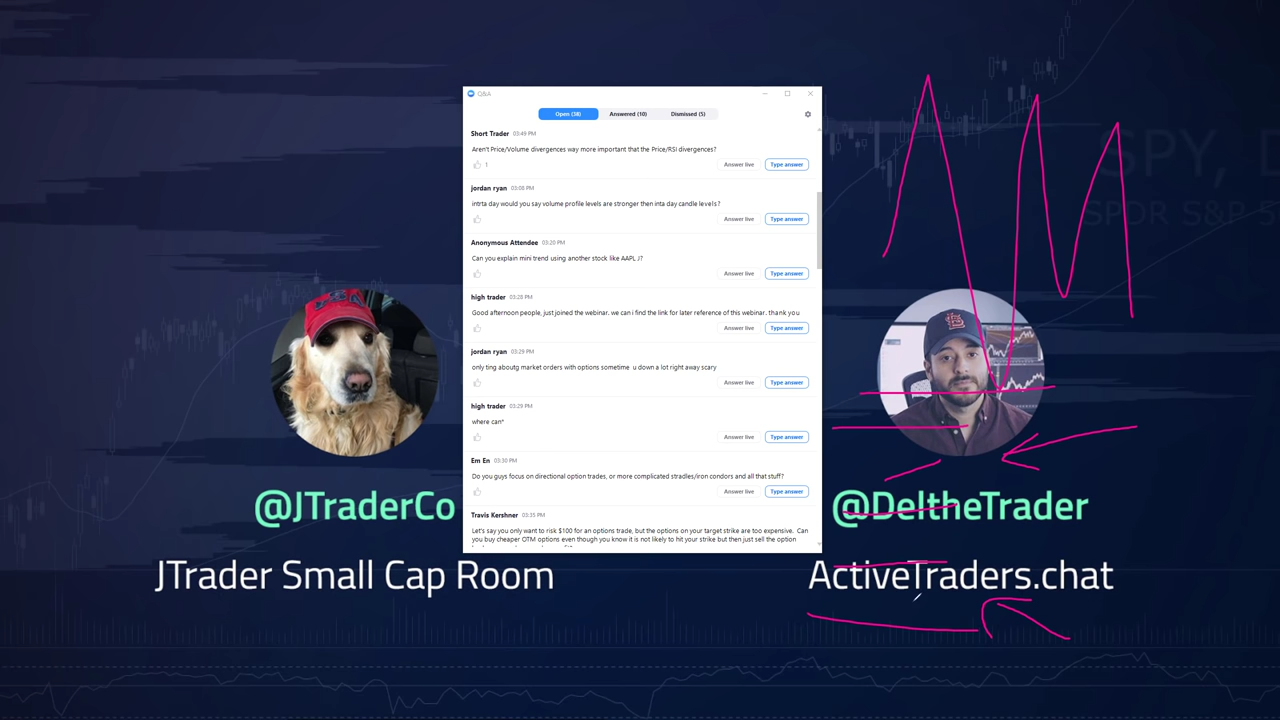 Q&A
Open (38) Answered (10) Dismissed (5)
Short Trader 03:49 PM
Aren't Price/Volume divergences way more important that the Price/RSI divergences?
1
Answer live Type answer
jordan ryan 03:08 PM
intrta day would you say volume profile levels are stronger then inta day candle levels?
Answer live Type answer
Anonymous Attendee 03:20 PM
Can you explain mini trend using another stock like AAPL J?
Answer live Type answer
high trader 03:28 PM
Good afternoon people, just joined the webinar. we can i find the link for later reference of this webinar. thank you
Answer live Type answer
jordan ryan 03:29 PM
only ting aboutg market orders with options sometime u down a lot right away scary
Answer live Type answer
high trader 03:29 PM
where can*
Answer live Type answer
Em En 03:30 PM
Do you guys focus on directional option trades, or more complicated stradles/iron condors and all that stuff?
Answer live Type answer
Travis Kershner 03:35 PM
Let's say you only want to risk $100 for an options trade, but the options on your target strike are too expensive. Can
you buy cheaper OTM options even though you know it is not likely to hit your strike but then just sell the option
SPY,
@JTraderCo
JTrader Small Cap Room
@DeltheTrader
ActiveTraders.chat